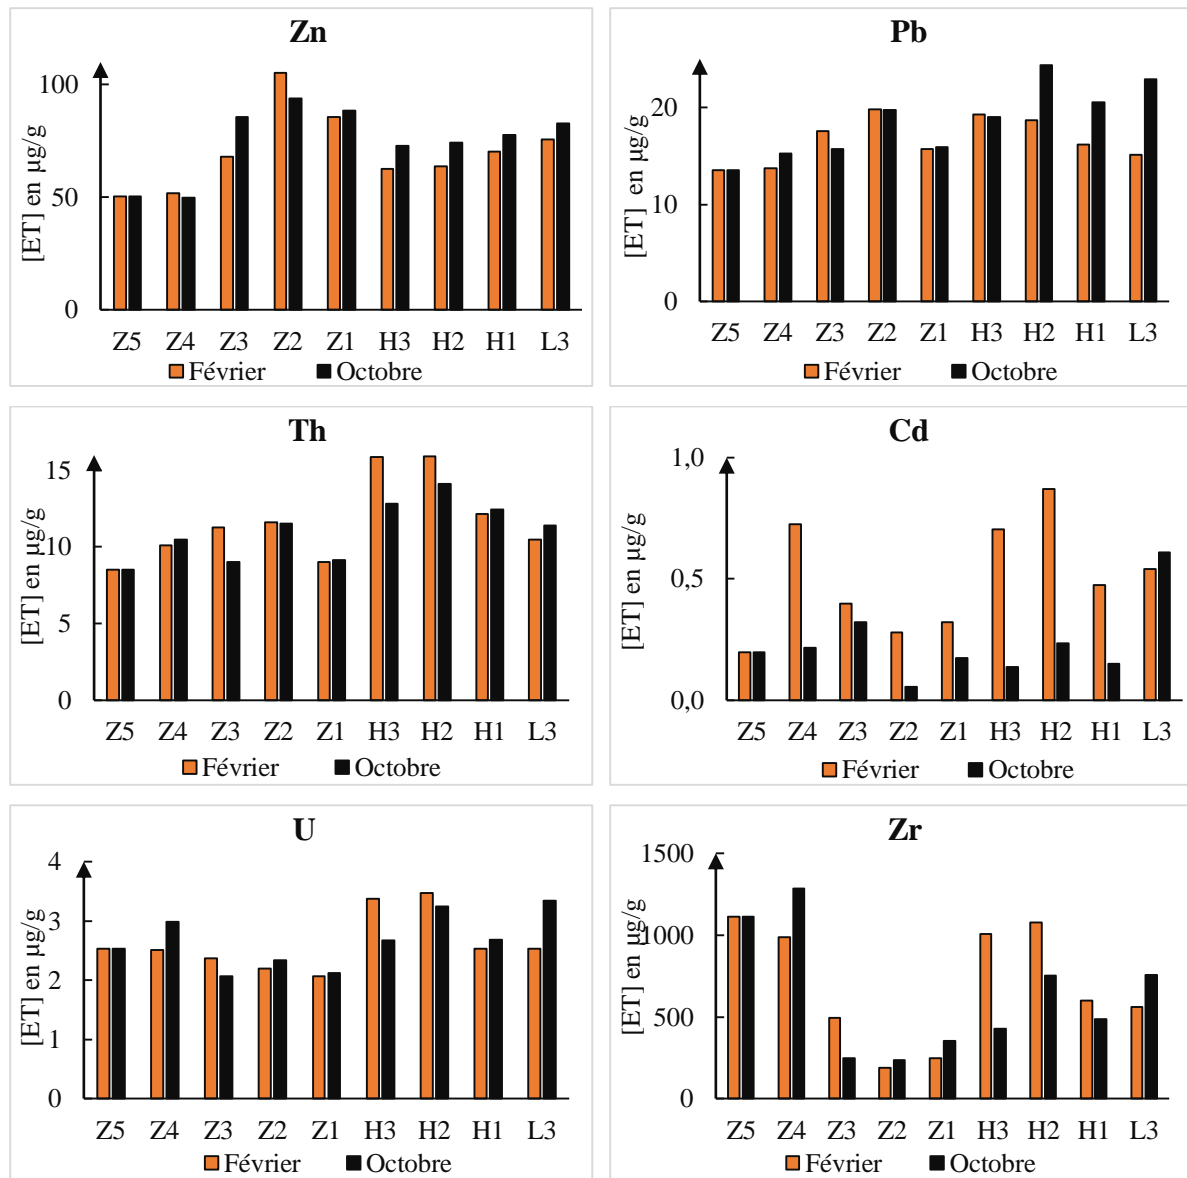 Zn
[ET] en µg/g
100
50
0
Z5 Z4 Z3 Z2 Z1 H3 H2 H1 L3
Février Octobre
Pb
[ET] en µg/g
20
10
0
Z5 Z4 Z3 Z2 Z1 H3 H2 H1 L3
Février Octobre
Th
[ET] en µg/g
15
10
5
0
Z5 Z4 Z3 Z2 Z1 H3 H2 H1 L3
Février Octobre
Cd
[ET] en µg/g
1,0
0,5
0,0
Z5 Z4 Z3 Z2 Z1 H3 H2 H1 L3
Février Octobre
U
[ET] en µg/g
4
3
2
1
0
Z5 Z4 Z3 Z2 Z1 H3 H2 H1 L3
Février Octobre
Zr
[ET] en µg/g
1500
1000
500
0
Z5 Z4 Z3 Z2 Z1 H3 H2 H1 L3
Février Octobre